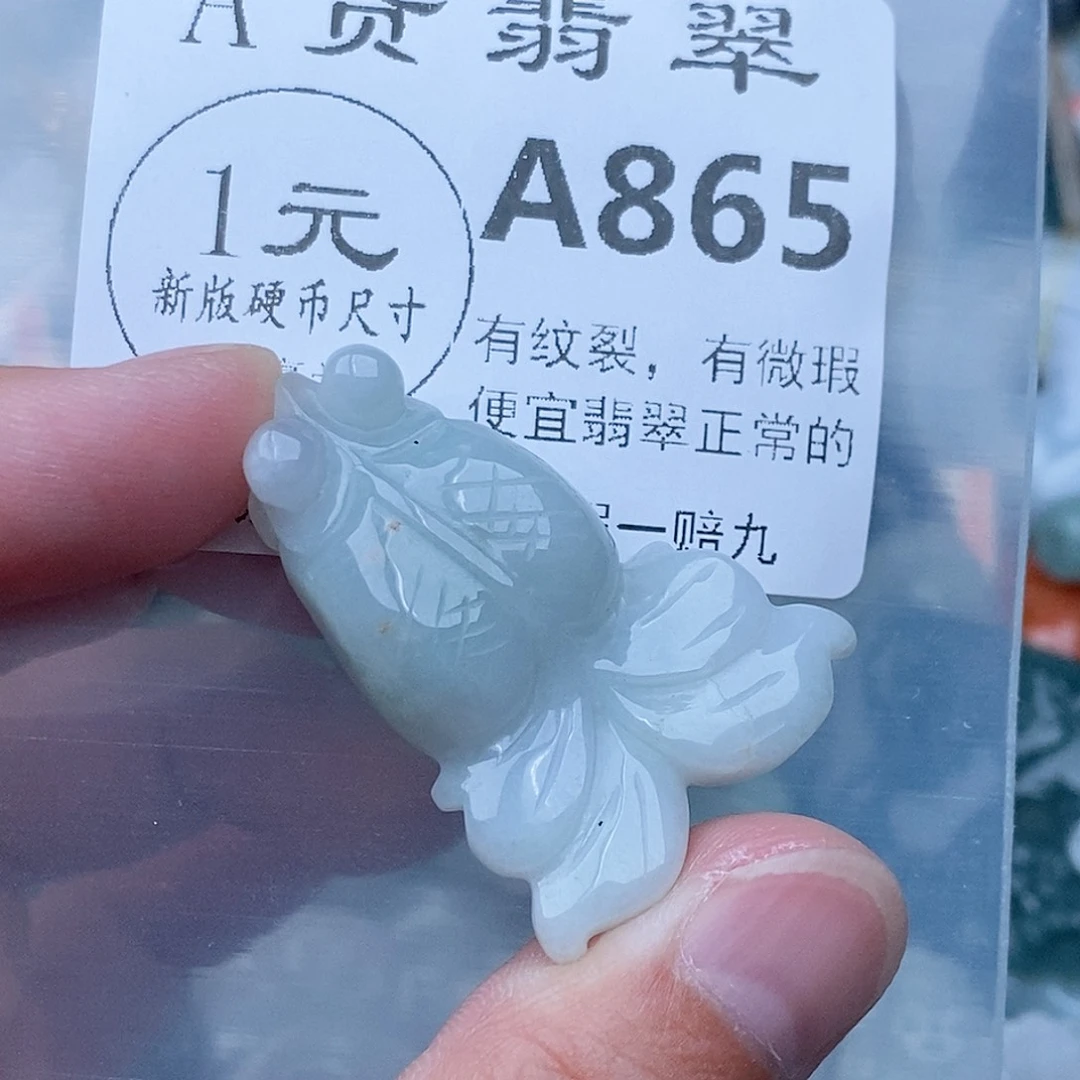 A货翡翠
1元
新版硬币尺寸
A865
有纹裂，有微瑕
便宜翡翠正常的
一赔九